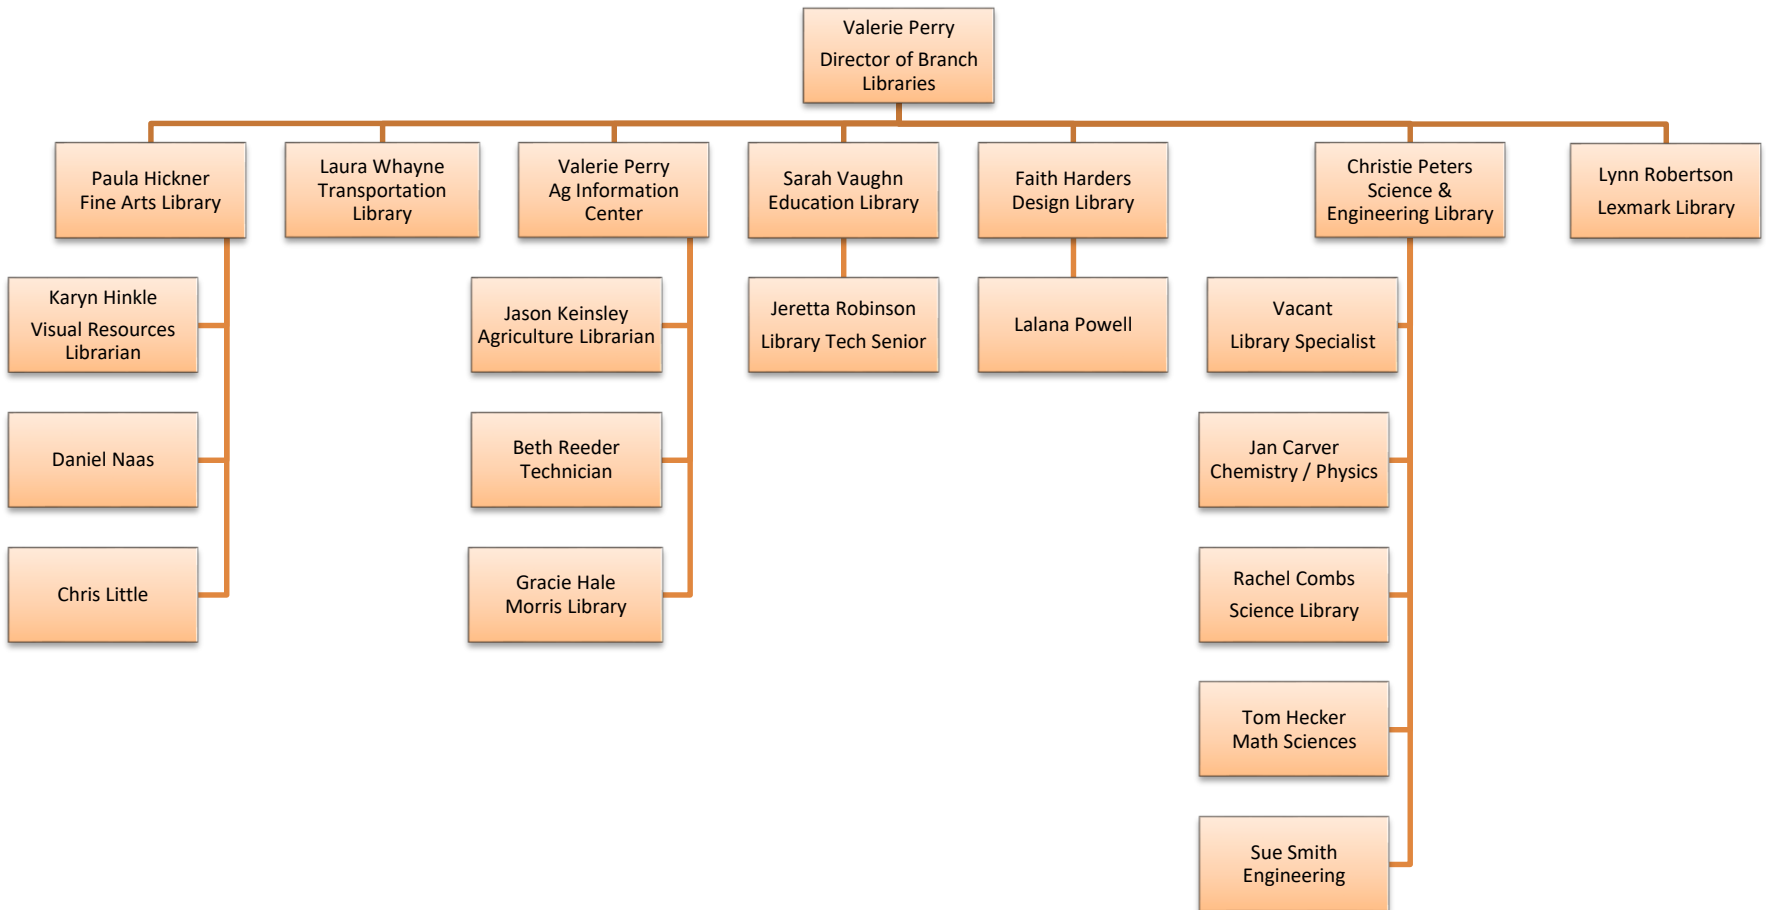 Valerie Perry
Director of Branch
Libraries
Paula Hickner
Fine Arts Library
Laura Whayne
Transportation
Library
Valerie Perry
Ag Information
Center
Sarah Vaughn
Education Library
Faith Harders
Design Library
Christie Peters
Science &
Engineering Library
Lynn Robertson
Lexmark Library
Karyn Hinkle
Visual Resources
Librarian
Jason Keinsley
Agriculture Librarian
Jeretta Robinson
Library Tech Senior
Lalana Powell
Vacant
Library Specialist
Daniel Naas
Beth Reeder
Technician
Jan Carver
Chemistry / Physics
Chris Little
Gracie Hale
Morris Library
Rachel Combs
Science Library
Tom Hecker
Math Sciences
Sue Smith
Engineering